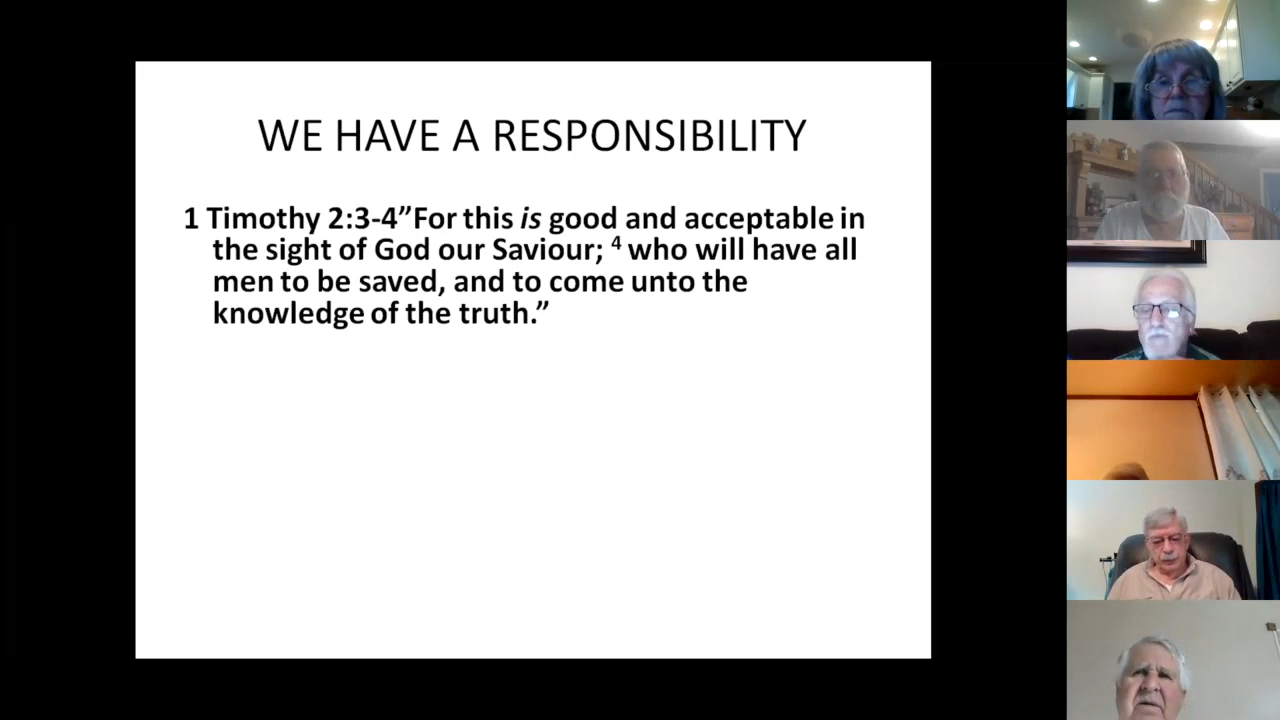 WE HAVE A RESPONSIBILITY
1 Timothy 2:3-4”For this is good and acceptable in
the sight of God our Saviour; 4 who will have all
men to be saved, and to come unto the
knowledge of the truth.”